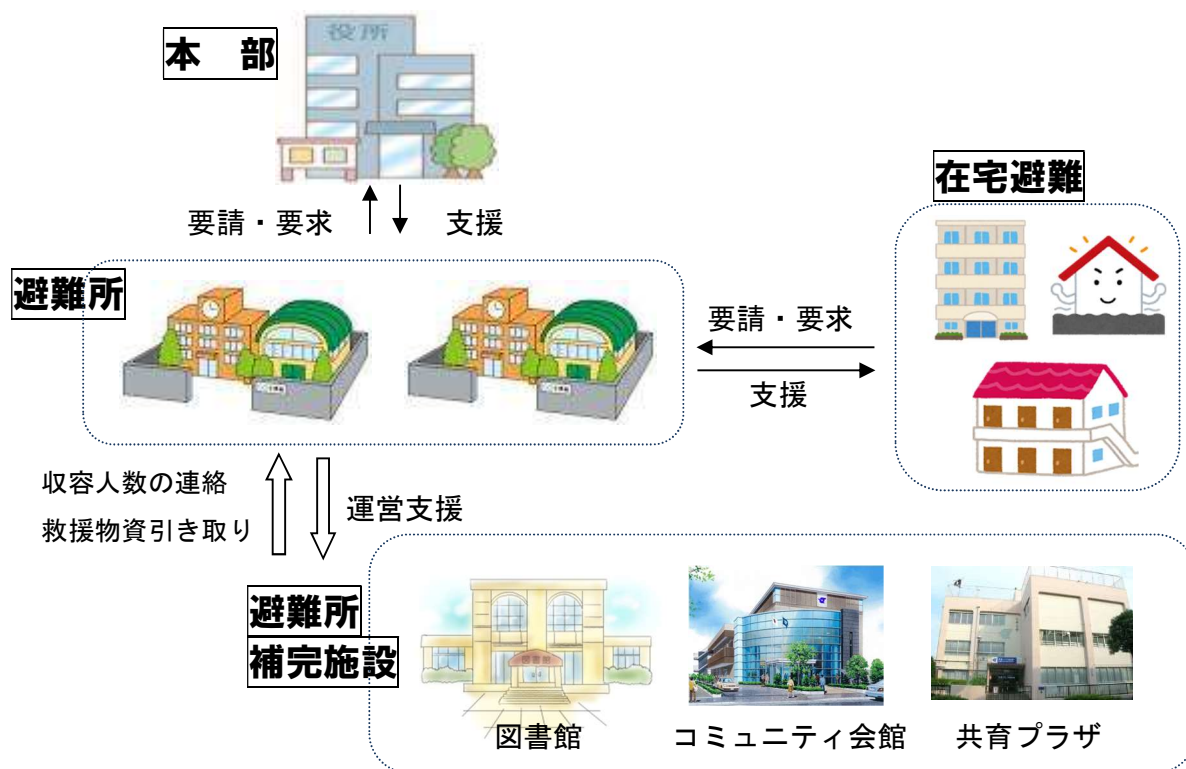 役所
本　部
要請・要求
支援
在宅避難
避難所
要請・要求
支援
収容人数の連絡
救援物資引き取り
運営支援
避難所
補完施設
図書館
コミュニティ会館
共育プラザ